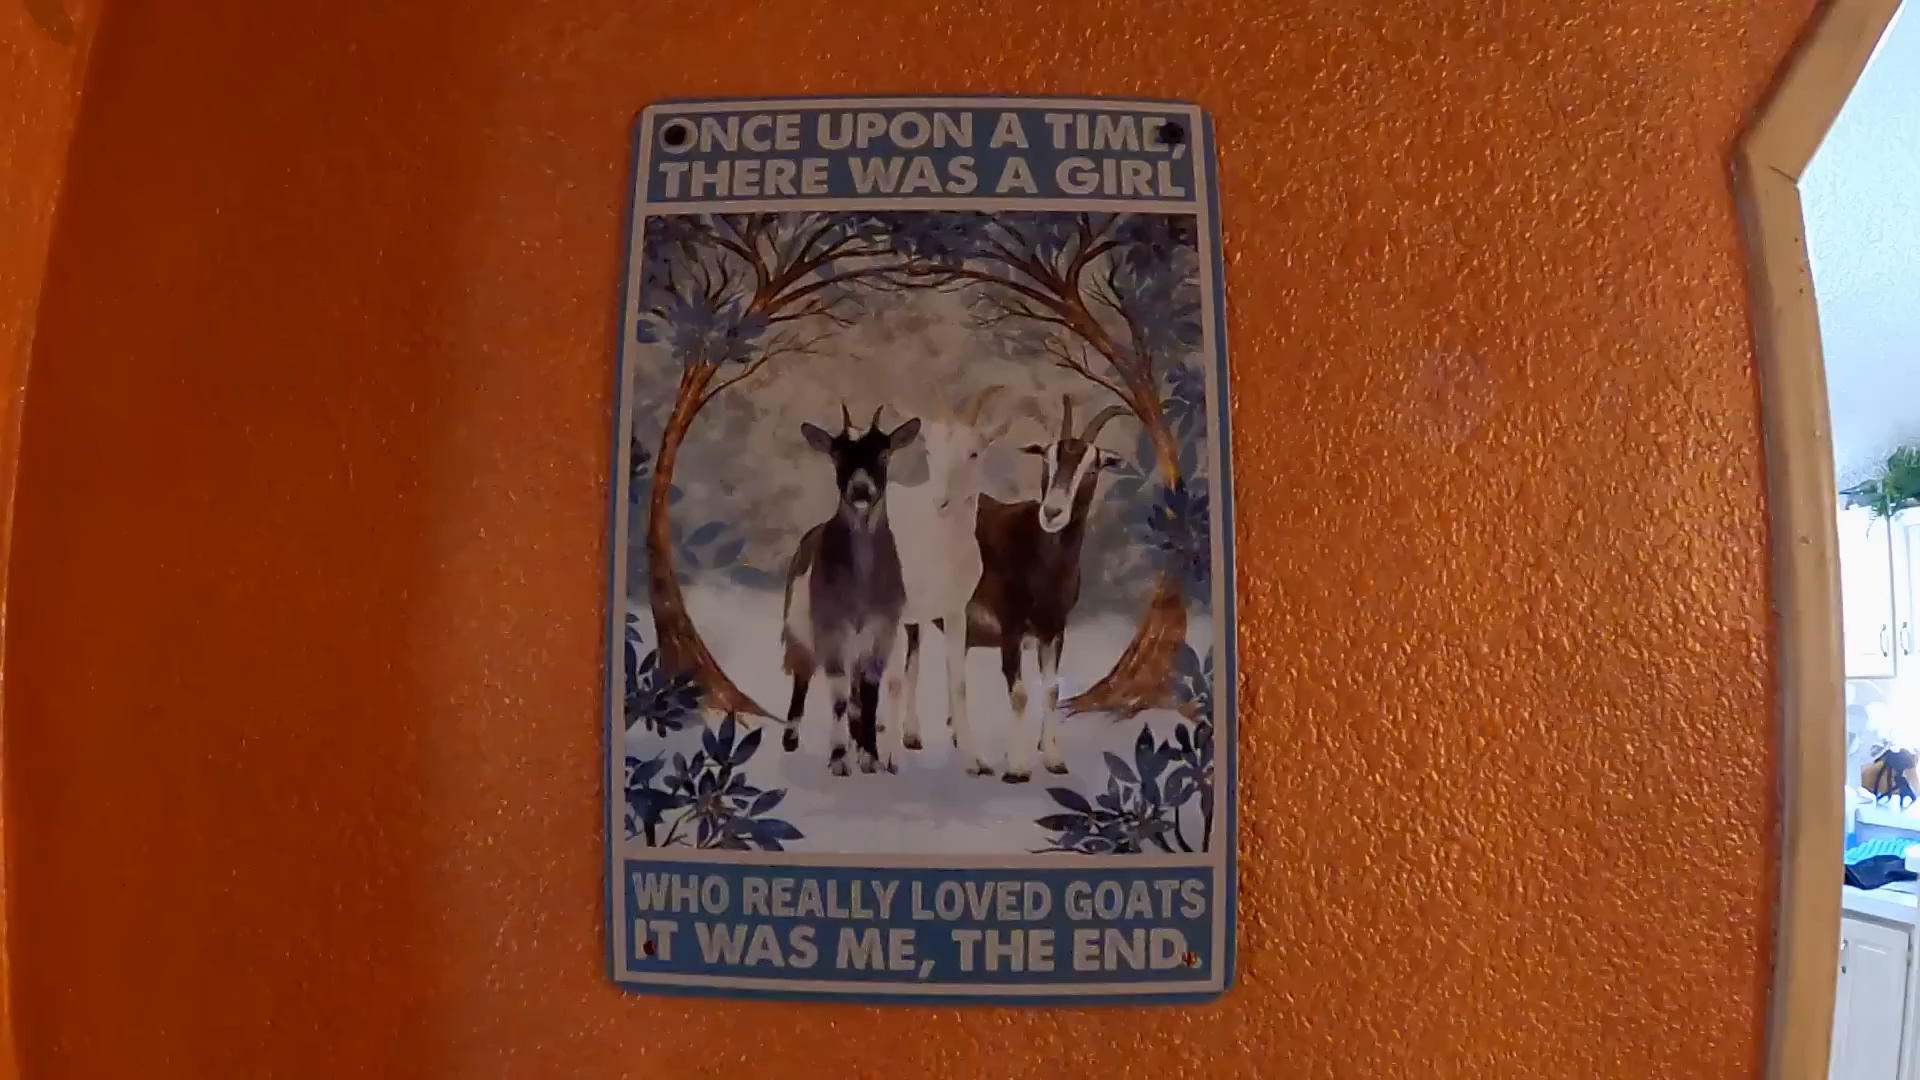 ONCE UPON A TIME,
THERE WAS A GIRL
WHO REALLY LOVED GOATS
IT WAS ME, THE END.